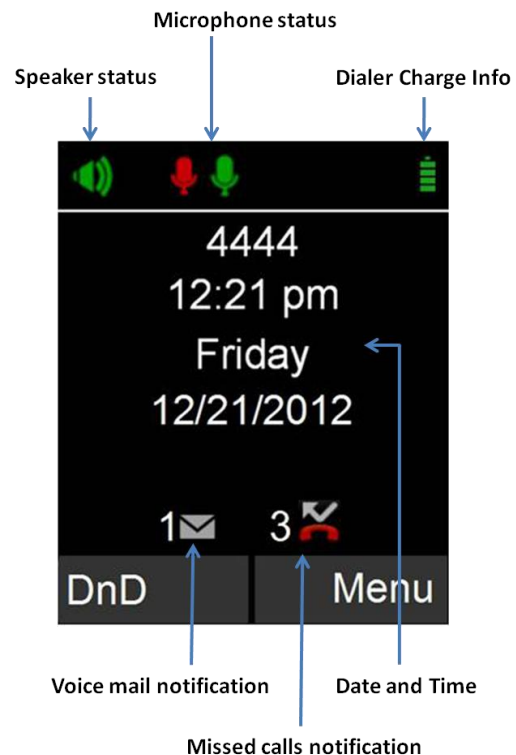 Microphone status
Speaker status
Dialer Charge Info
4444
12:21 pm
Friday
12/21/2012
1 3
DnD Menu
Voice mail notification
Date and Time
Missed calls notification